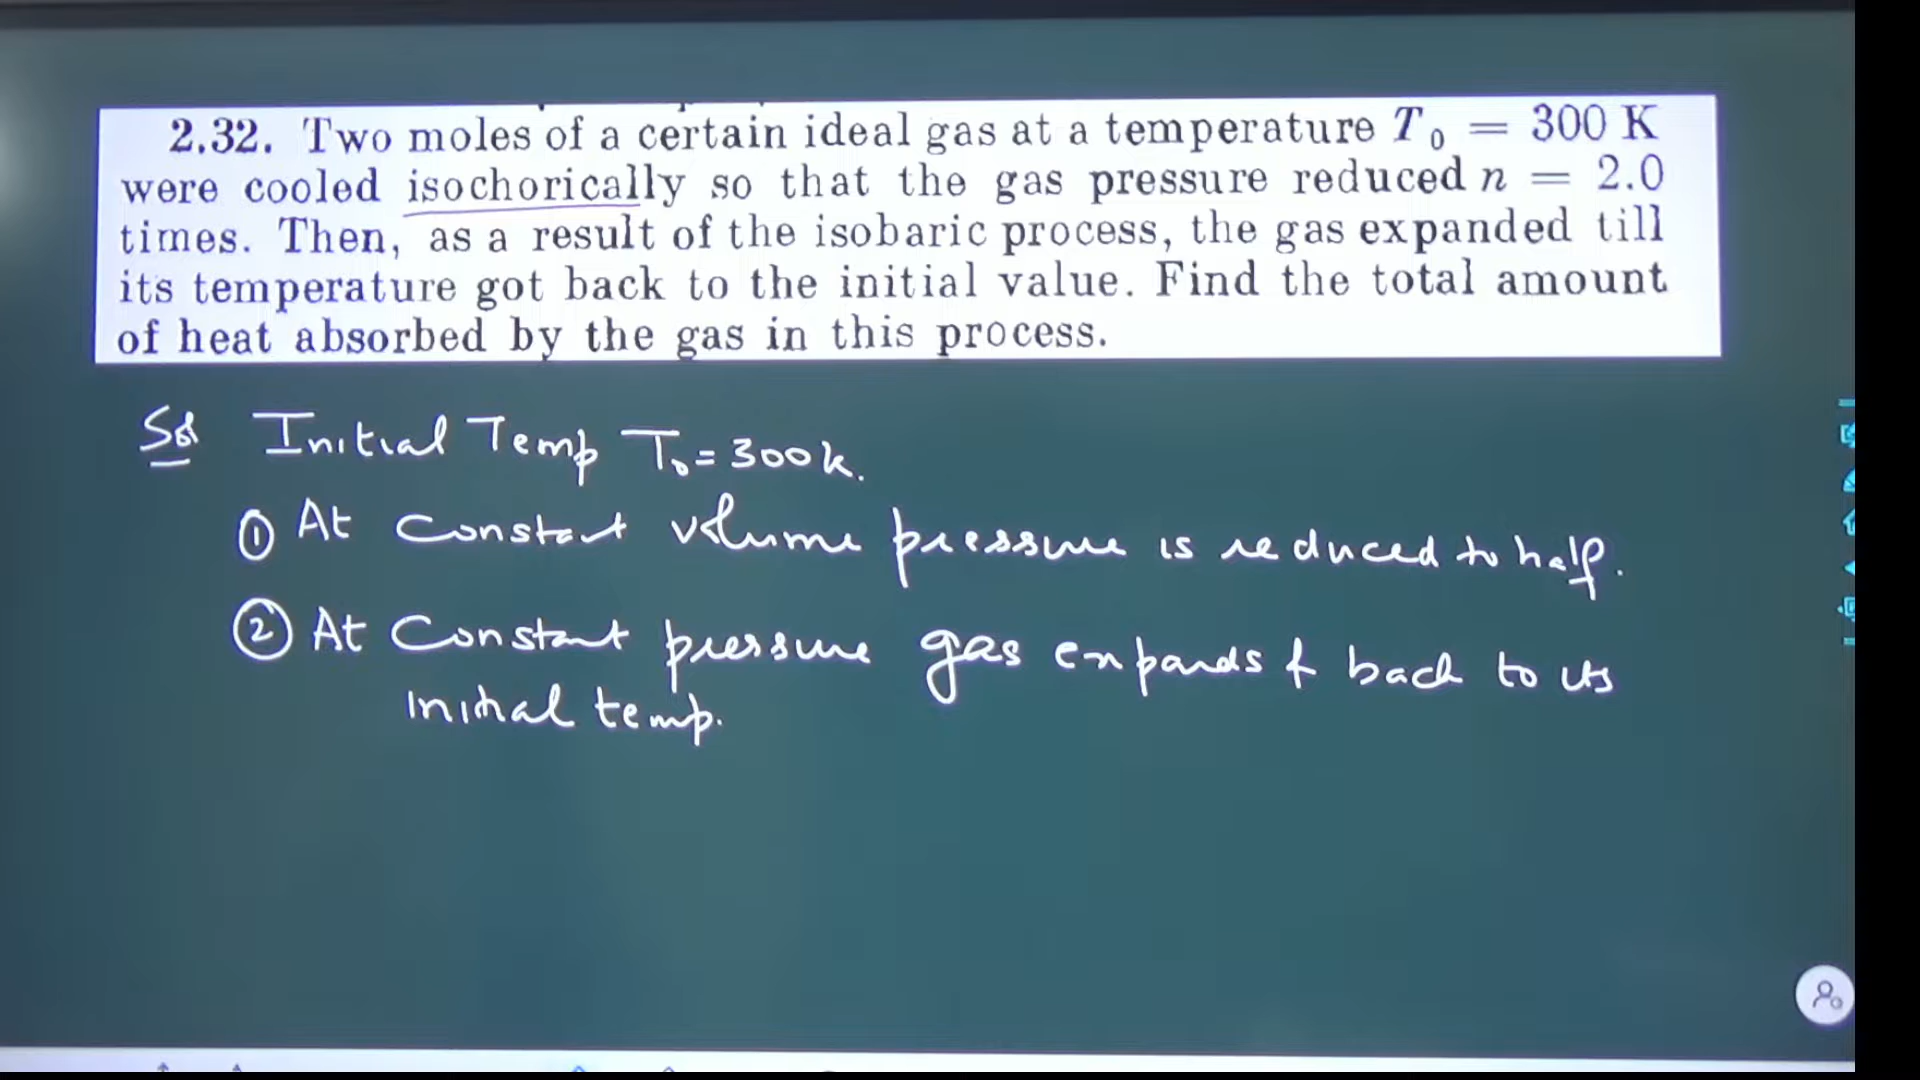 2.32. Two moles of a certain ideal gas at a temperature T₀ = 300 K
were cooled isochorically so that the gas pressure reduced n = 2.0
times. Then, as a result of the isobaric process, the gas expanded till
its temperature got back to the initial value. Find the total amount
of heat absorbed by the gas in this process.
Sol Initial Temp T₀ = 300k.
① At Constant volume pressure is reduced to half.
② At Constant pressure gas expands & back to its
initial temp.